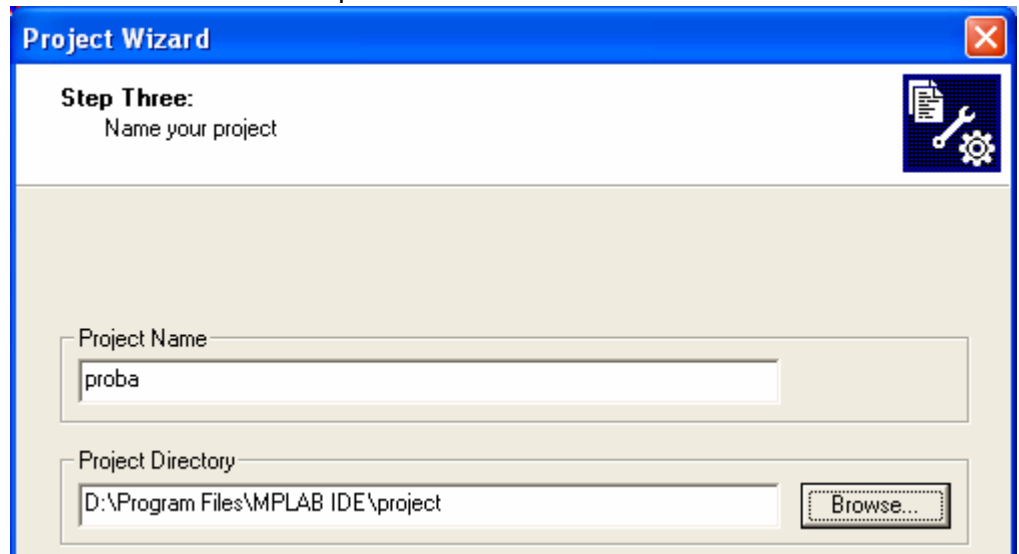 Project Wizard
Step Three:
Name your project
Project Name
proba
Project Directory
D:\Program Files\MPLAB IDE\project
Browse...